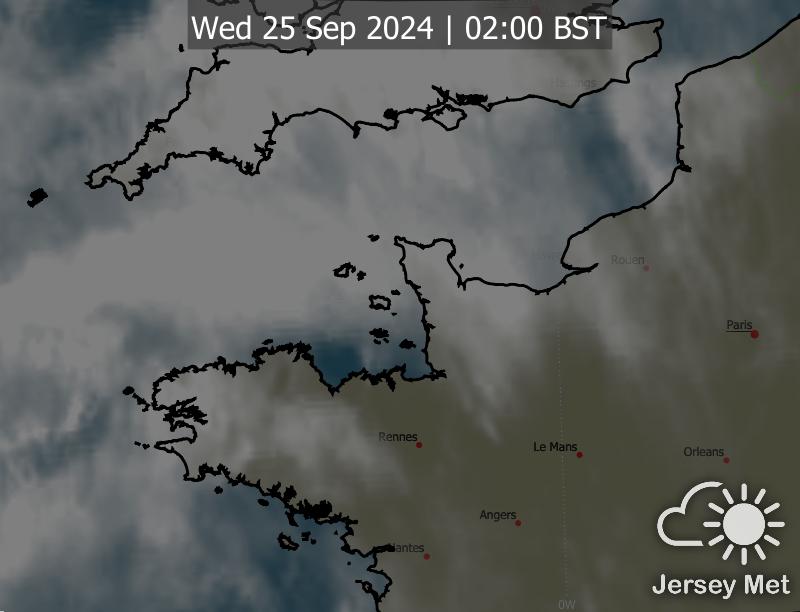 Wed 25 Sep 2024 | 02:00 BST
Hastings
Rouen
Paris
Rennes
Le Mans
Orleans
Angers
Nantes
Jersey Met
0W